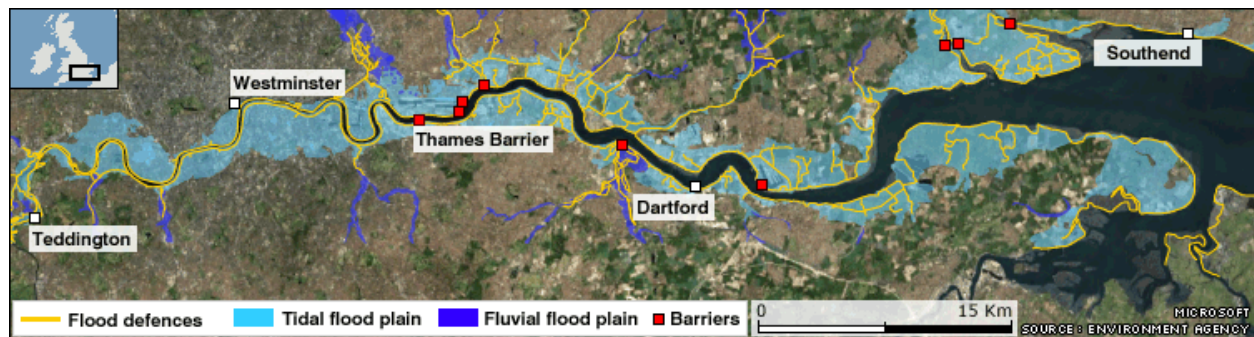 Westminster
Southend
Thames Barrier
Dartford
Teddington
Flood defences
Tidal flood plain
Fluvial flood plain
Barriers
0
15 Km
MICROSOFT
SOURCE : ENVIRONMENT AGENCY